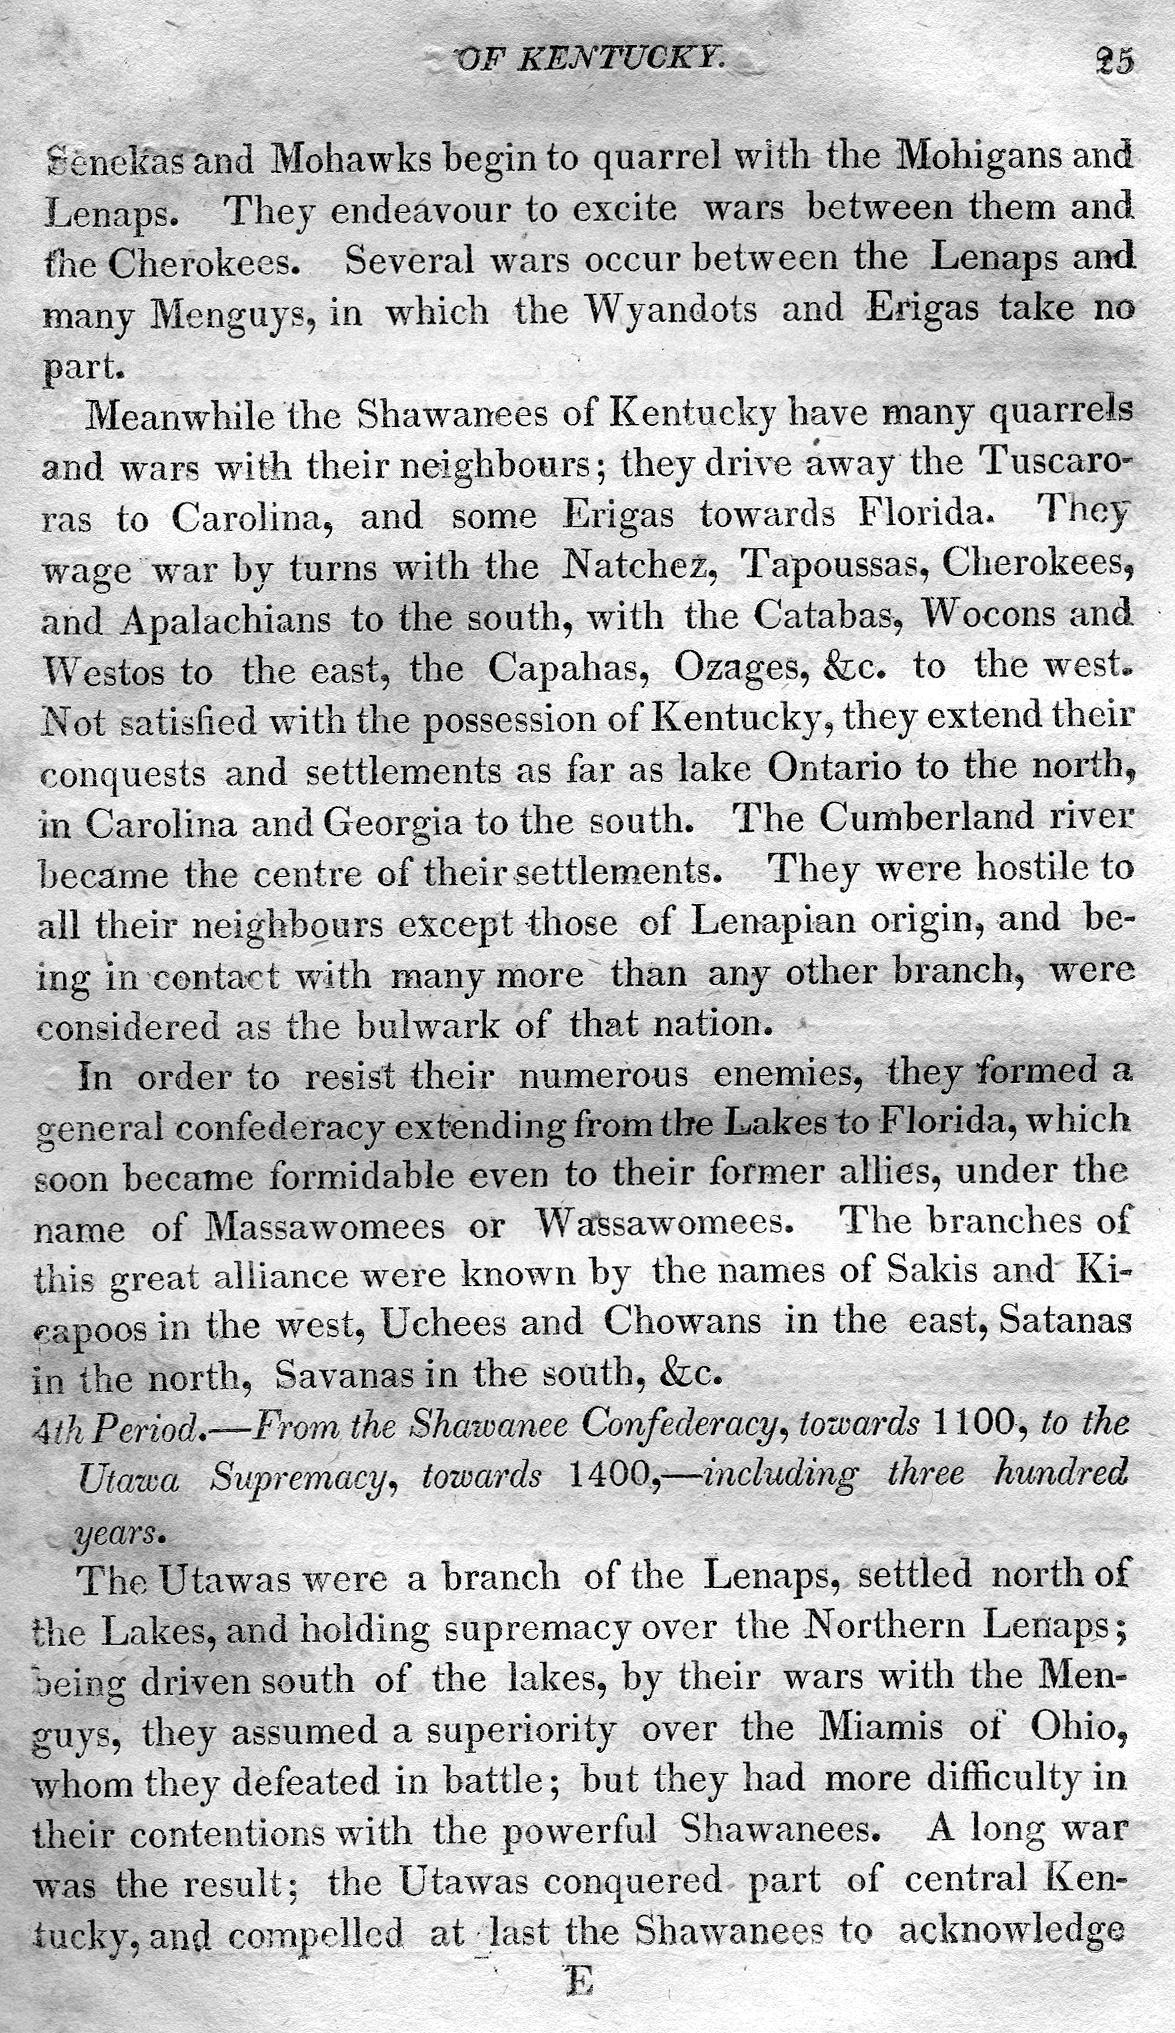 OF KENTUCKY. 25
Senekas and Mohawks begin to quarrel with the Mohigans and
Lenaps. They endeavour to excite wars between them and
the Cherokees. Several wars occur between the Lenaps and
many Menguys, in which the Wyandots and Erigas take no
part.
Meanwhile the Shawanees of Kentucky have many quarrels
and wars with their neighbours; they drive away the Tuscaro-
ras to Carolina, and some Erigas towards Florida. They
wage war by turns with the Natchez, Tapoussas, Cherokees,
and Apalachians to the south, with the Catabas, Wocons and
Westos to the east, the Capahas, Ozages, &c. to the west.
Not satisfied with the possession of Kentucky, they extend their
conquests and settlements as far as lake Ontario to the north,
in Carolina and Georgia to the south. The Cumberland river
became the centre of their settlements. They were hostile to
all their neighbours except those of Lenapian origin, and be-
ing in contact with many more than any other branch, were
considered as the bulwark of that nation.
In order to resist their numerous enemies, they formed a
general confederacy extending from the Lakes to Florida, which
soon became formidable even to their former allies, under the
name of Massawomees or Wassawomees. The branches of
this great alliance were known by the names of Sakis and Ki-
capoos in the west, Uchees and Chowans in the east, Satanas
in the north, Savanas in the south, &c.
4th Period.—From the Shawanee Confederacy, towards 1100, to the
Utawa Supremacy, towards 1400,—including three hundred
years.
The Utawas were a branch of the Lenaps, settled north of
the Lakes, and holding supremacy over the Northern Lenaps;
being driven south of the lakes, by their wars with the Men-
guys, they assumed a superiority over the Miamis of Ohio,
whom they defeated in battle; but they had more difficulty in
their contentions with the powerful Shawanees. A long war
was the result; the Utawas conquered part of central Ken-
tucky, and compelled at last the Shawanees to acknowledge
E